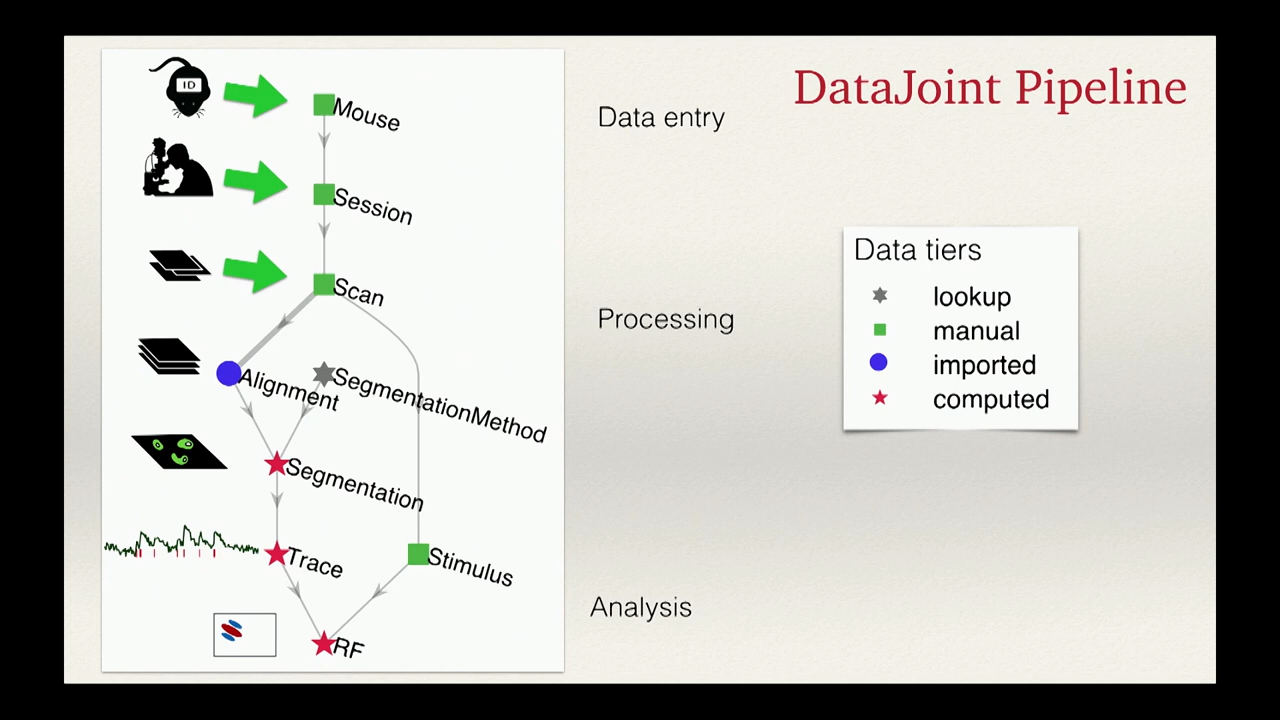 DataJoint Pipeline
ID
Mouse
Data entry
Session
Scan
Processing
Alignment
SegmentationMethod
Segmentation
Trace
Stimulus
Analysis
RF
Data tiers
lookup
manual
imported
computed